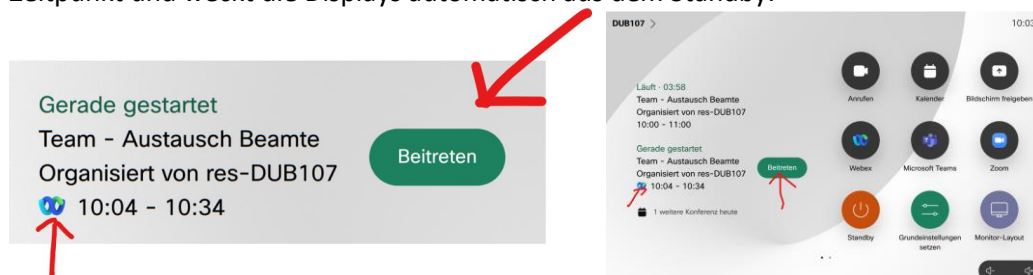 Zeitpunkt und weckt die Displays automatisch aus dem Standby.
Gerade gestartet
Team - Austausch Beamte
Organisiert von res-DUB107
10:04 - 10:34
Beitreten
DUB107
10:03
Läuft · 03:58
Team - Austausch Beamte
Organisiert von res-DUB107
10:00 - 11:00
Gerade gestartet
Team - Austausch Beamte
Organisiert von res-DUB107
10:04 - 10:34
Beitreten
1 weitere Konferenz heute
Anrufen
Kalender
Bildschirm freigeben
Webex
Microsoft Teams
Zoom
Standby
Grundeinstellungen
setzen
Monitor-Layout